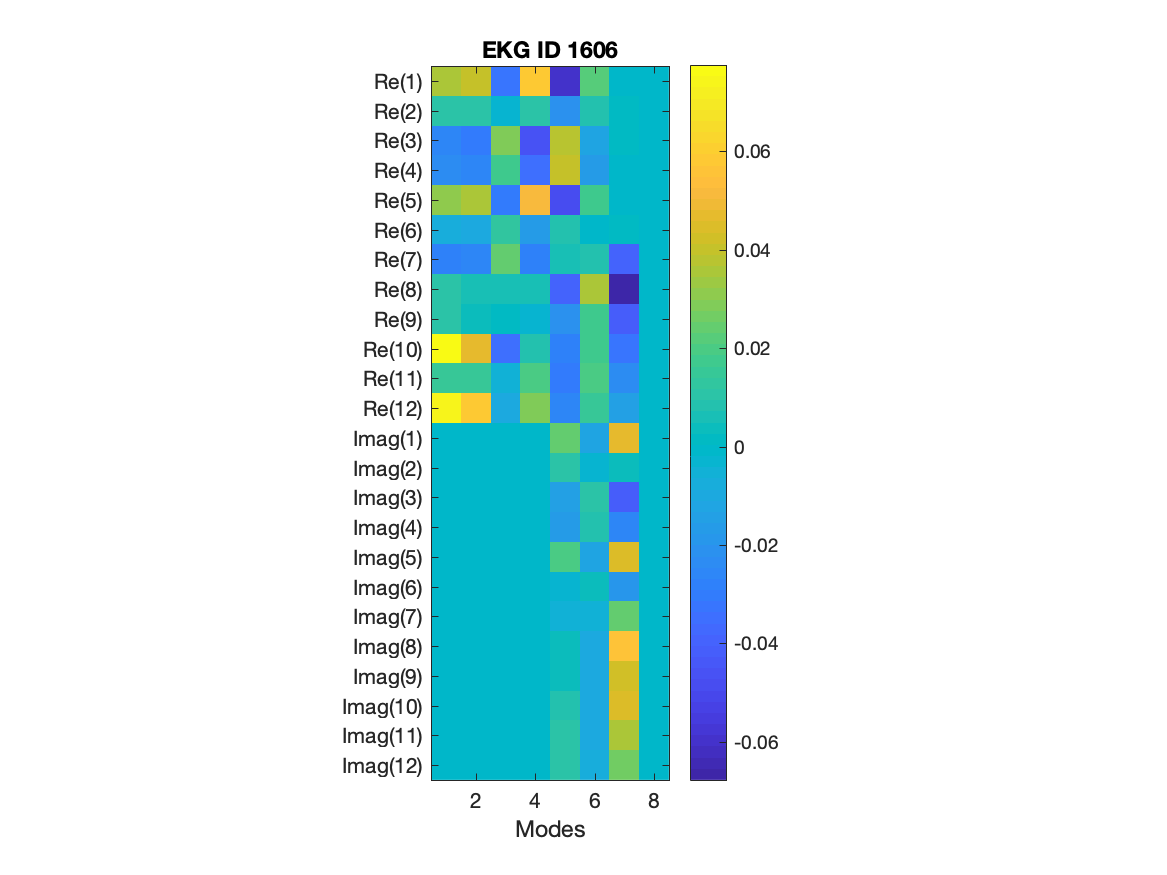 EKG ID 1606
Re(1)
Re(2)
Re(3)
Re(4)
Re(5)
Re(6)
Re(7)
Re(8)
Re(9)
Re(10)
Re(11)
Re(12)
Imag(1)
Imag(2)
Imag(3)
Imag(4)
Imag(5)
Imag(6)
Imag(7)
Imag(8)
Imag(9)
Imag(10)
Imag(11)
Imag(12)
2 4 6 8
Modes
0.06
0.04
0.02
0
-0.02
-0.04
-0.06